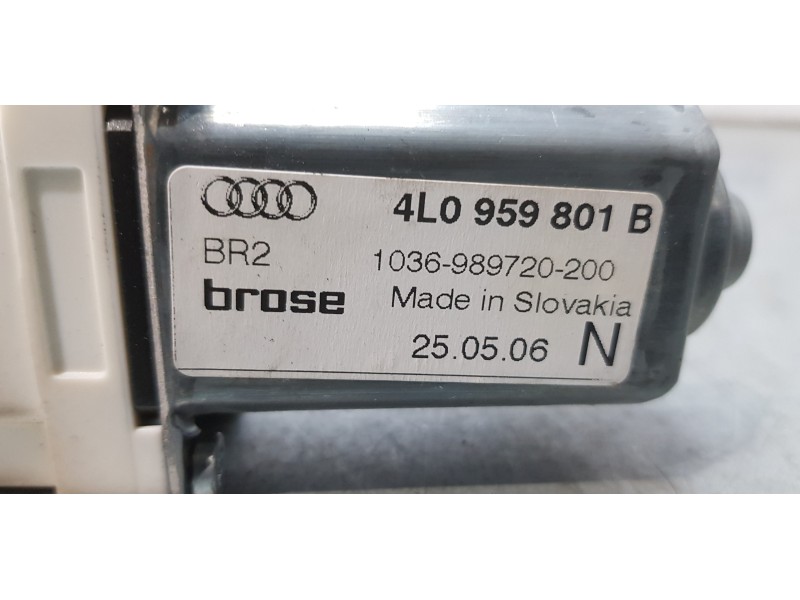 4L0 959 801 B
BR2 1036-989720-200
brose Made in Slovakia
25.05.06 N